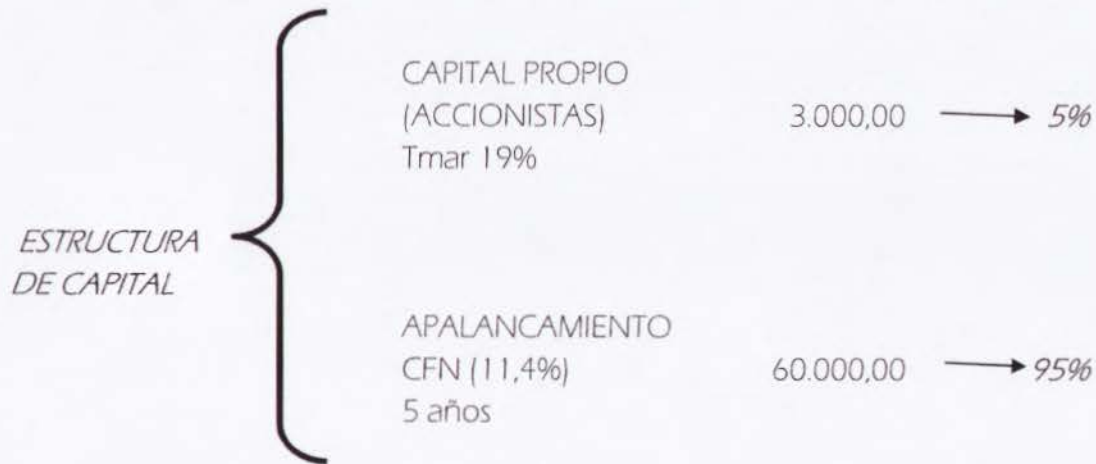 ESTRUCTURA
DE CAPITAL
CAPITAL PROPIO
(ACCIONISTAS)
Tmar 19%
3.000,00
5%
APALANCAMIENTO
CFN (11,4%)
5 años
60.000,00
95%